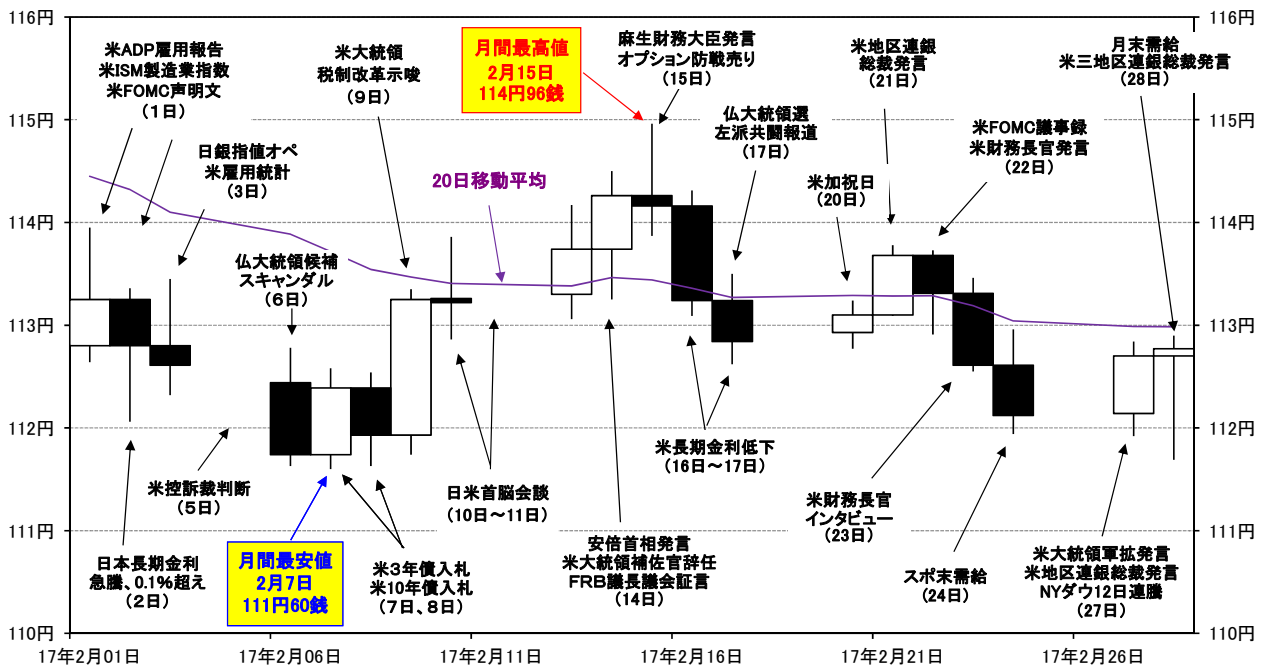 116円
115円
114円
113円
112円
111円
110円
116円
115円
114円
113円
112円
111円
110円
米ADP雇用報告
米ISM製造業指数
米FOMC声明文
（１日）
日銀指値オペ
米雇用統計
（３日）
仏大統領候補
スキャンダル
（６日）
米大統領
税制改革示唆
（９日）
20日移動平均
月間最高値
2月15日
114円96銭
麻生財務大臣発言
オプション防戦売り
（15日）
仏大統領選
左派共闘報道
（17日）
米加祝日
（20日）
米地区連銀
総裁発言
（21日）
米FOMC議事録
米財務長官発言
（22日）
月末需給
米三地区連銀総裁発言
（28日）
日本長期金利
急騰、0.1％超え
（２日）
米控訴裁判断
（５日）
月間最安値
2月7日
111円60銭
米３年債入札
米10年債入札
（７日、８日）
日米首脳会談
（10日～11日）
安倍首相発言
米大統領補佐官辞任
FRB議長議会証言
（14日）
米長期金利低下
（16日～17日）
米財務長官
インタビュー
（23日）
スポ末需給
（24日）
米大統領軍拡発言
米地区連銀総裁発言
NYダウ12日連騰
（27日）
17年2月01日
17年2月06日
17年2月11日
17年2月16日
17年2月21日
17年2月26日